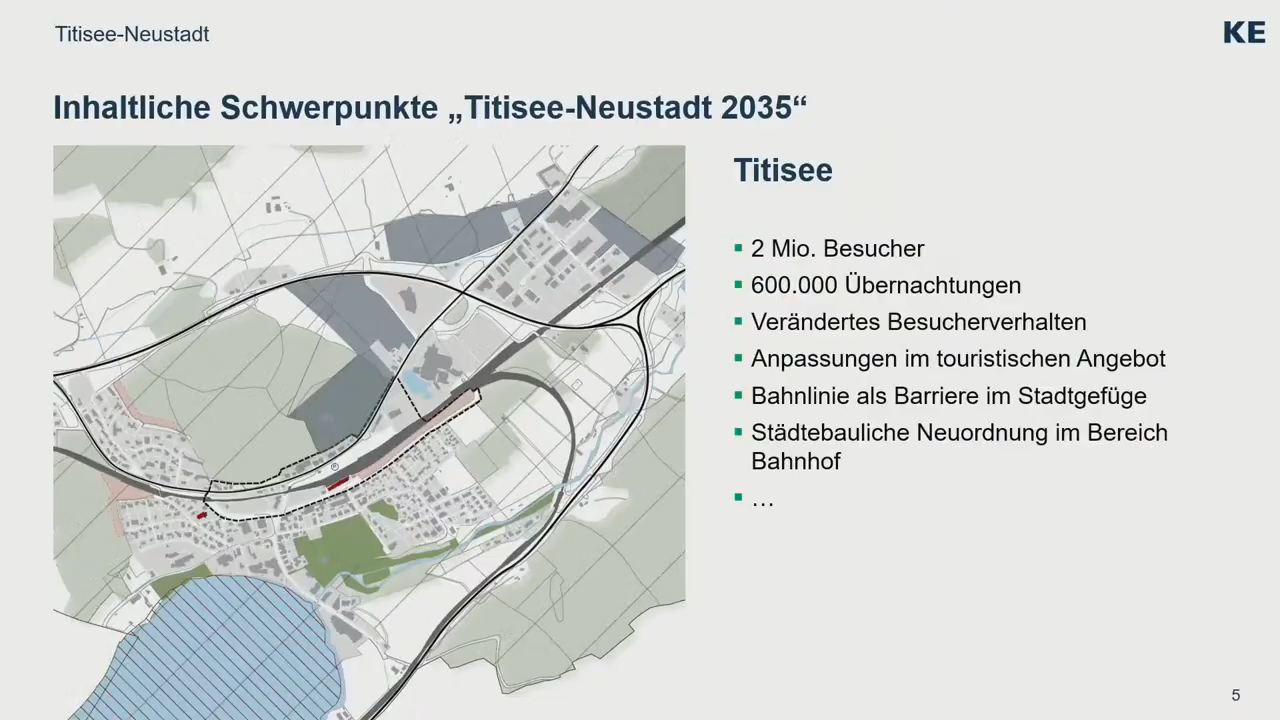 Titisee-Neustadt
KE
Inhaltliche Schwerpunkte „Titisee-Neustadt 2035“
Titisee
▪ 2 Mio. Besucher
▪ 600.000 Übernachtungen
▪ Verändertes Besucherverhalten
▪ Anpassungen im touristischen Angebot
▪ Bahnlinie als Barriere im Stadtgefüge
▪ Städtebauliche Neuordnung im Bereich
Bahnhof
▪ …
5